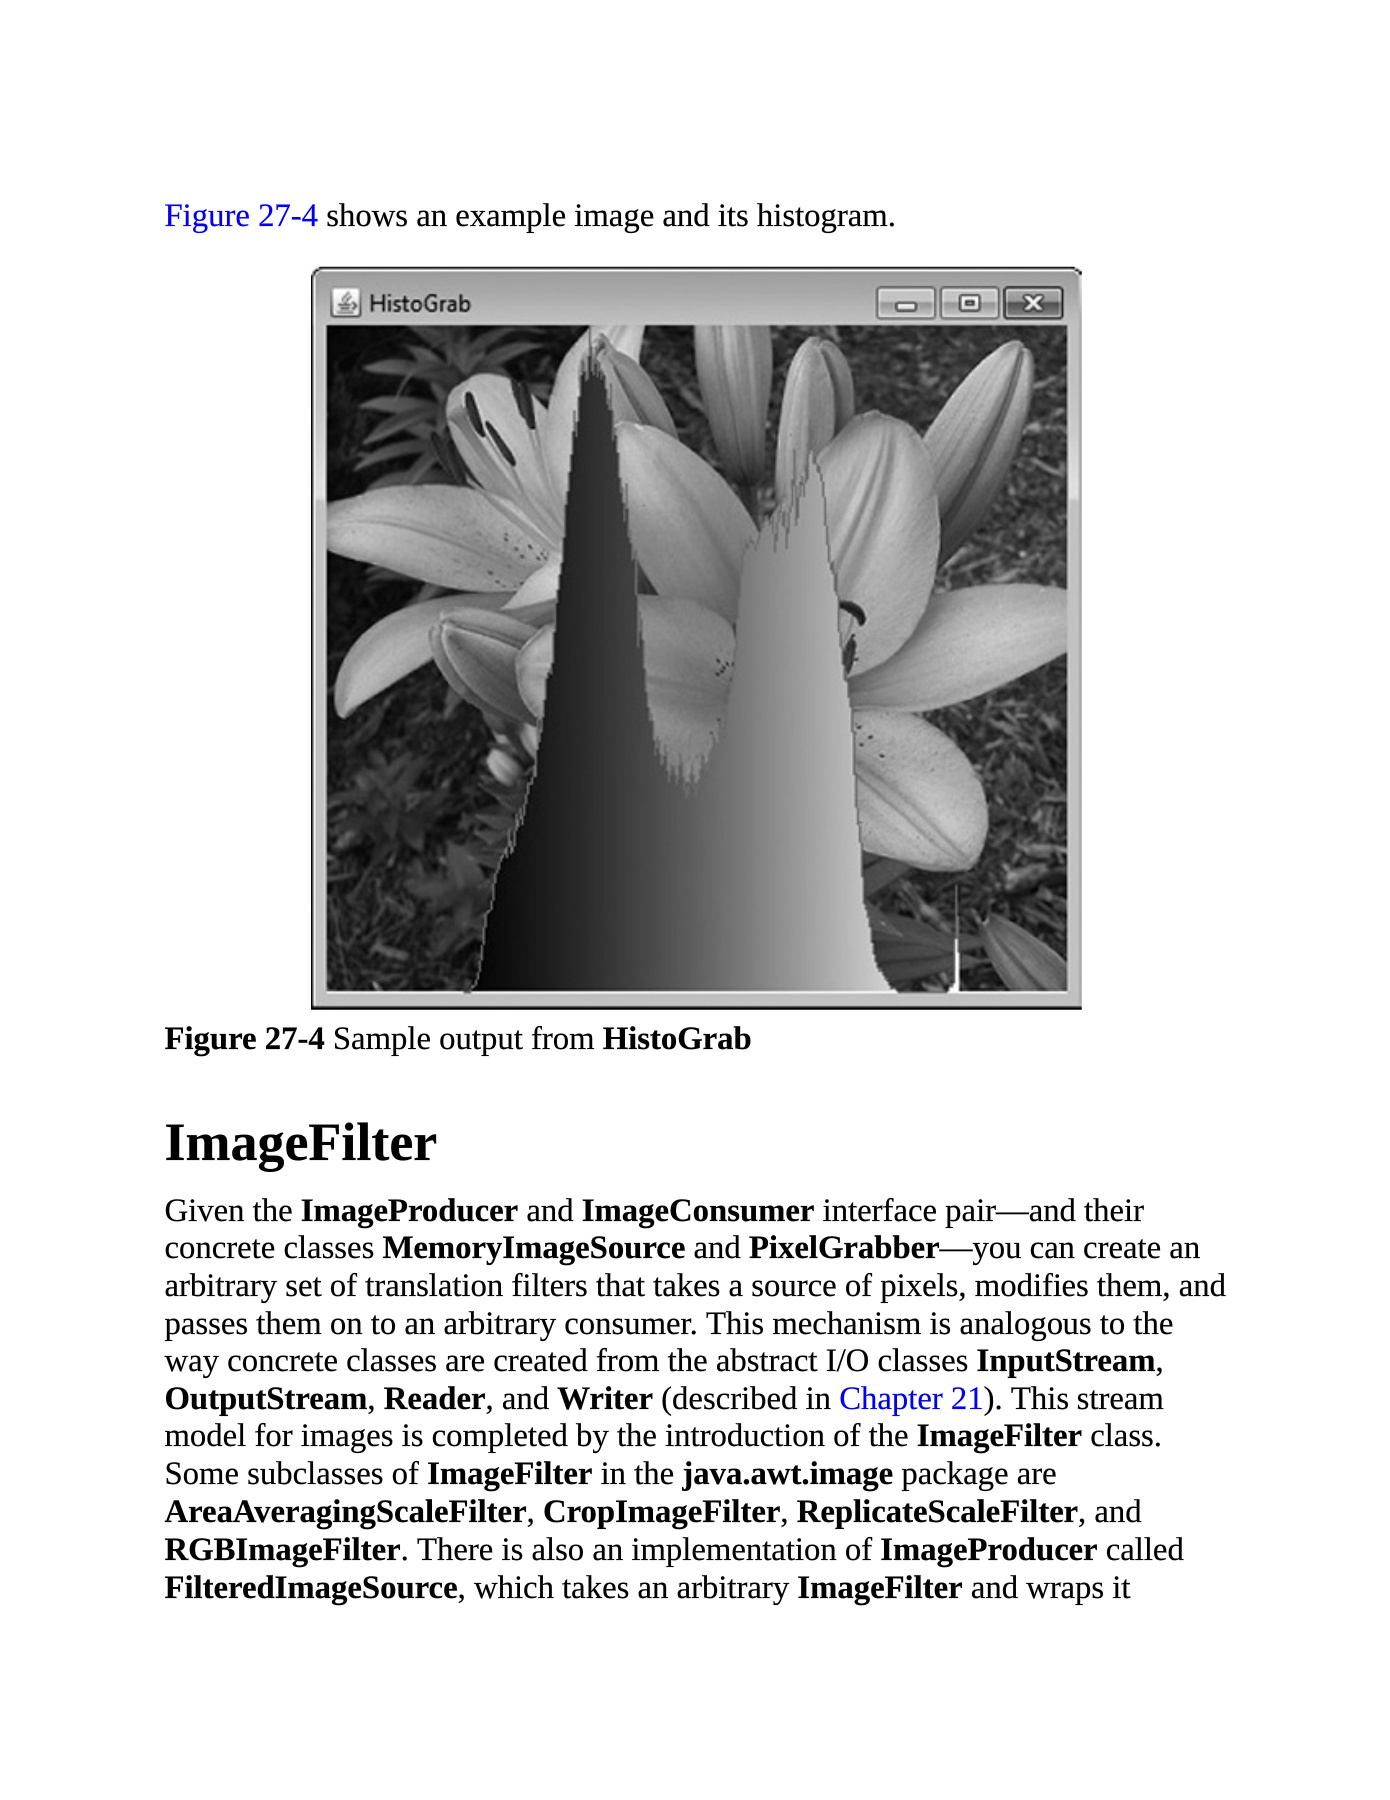 Figure 27-4 shows an example image and its histogram.
HistoGrab
Figure 27-4 Sample output from HistoGrab
ImageFilter
Given the ImageProducer and ImageConsumer interface pair—and their
concrete classes MemoryImageSource and PixelGrabber—you can create an
arbitrary set of translation filters that takes a source of pixels, modifies them, and
passes them on to an arbitrary consumer. This mechanism is analogous to the
way concrete classes are created from the abstract I/O classes InputStream,
OutputStream, Reader, and Writer (described in Chapter 21). This stream
model for images is completed by the introduction of the ImageFilter class.
Some subclasses of ImageFilter in the java.awt.image package are
AreaAveragingScaleFilter, CropImageFilter, ReplicateScaleFilter, and
RGBImageFilter. There is also an implementation of ImageProducer called
FilteredImageSource, which takes an arbitrary ImageFilter and wraps it